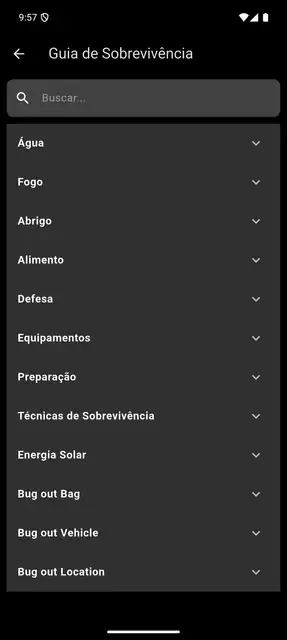 9:57
Guia de Sobrevivência
Buscar...
Água
Fogo
Abrigo
Alimento
Defesa
Equipamentos
Preparação
Técnicas de Sobrevivência
Energia Solar
Bug out Bag
Bug out Vehicle
Bug out Location